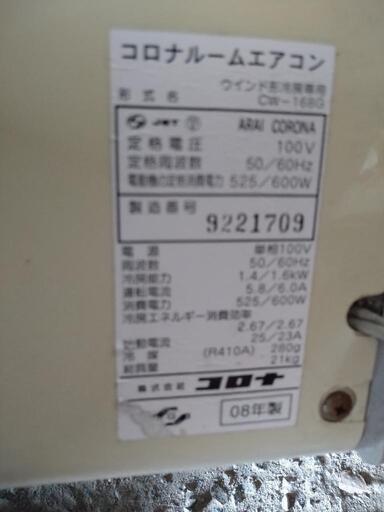 コロナルームエアコン
ウインド形冷房専用
形式名 CW-168G
JET ARAI CORONA
定格電圧 100V
定格周波数 50/60Hz
電動機の定格消費電力 525/600W
製造番号 9221709
電源 単相100V
周波数 50/60Hz
冷房能力 1.4/1.6kW
運転電流 5.8/6.0A
消費電力 525/600W
冷房エネルギー消費効率
2.67/2.67
始動電流 25/23A
冷媒 (R410A) 280g
総質量 21kg
株式会社 コロナ
08年製